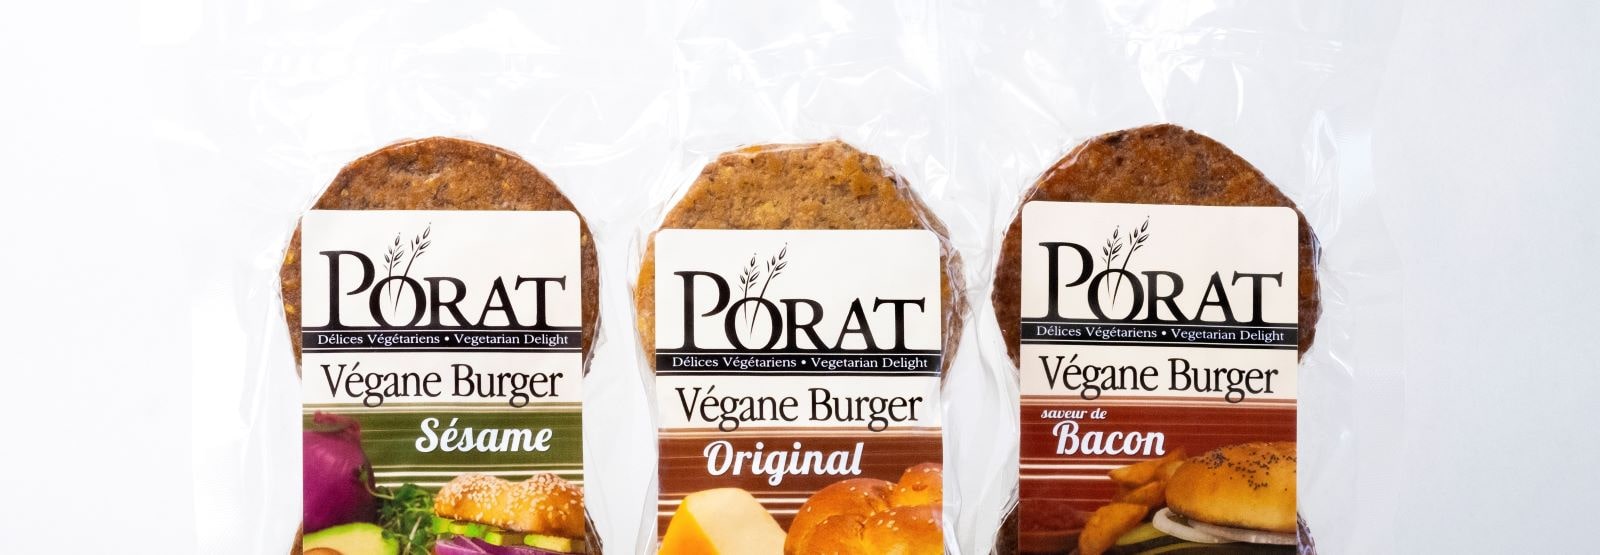 PORAT
Délices Végétariens • Vegetarian Delight
Végane Burger
Sésame
PORAT
Délices Végétariens • Vegetarian Delight
Végane Burger
Original
PORAT
Délices Végétariens • Vegetarian Delight
Végane Burger
saveur de
Bacon